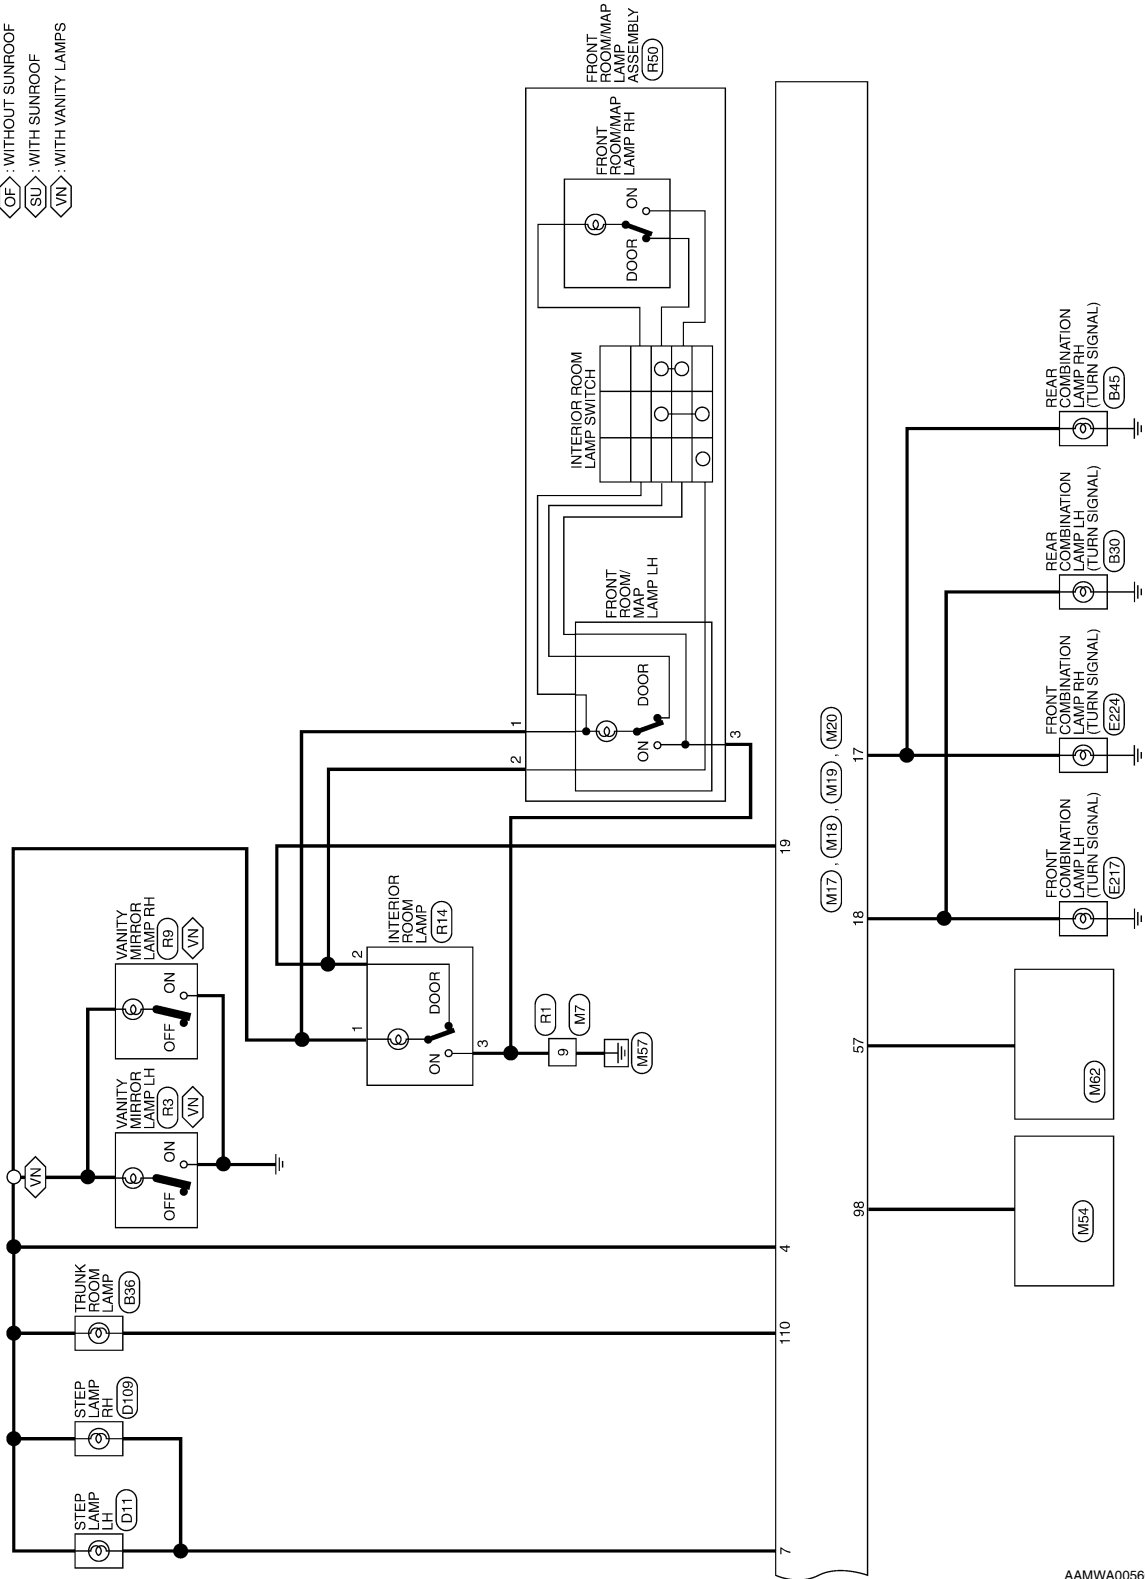 OF : WITHOUT SUNROOF
SU : WITH SUNROOF
VN : WITH VANITY LAMPS
STEP
LAMP
LH
D11
STEP
LAMP
RH
D109
TRUNK
ROOM
LAMP
B36
VN
VANITY
MIRROR
LAMP LH
R3
VN
OFF
ON
VANITY
MIRROR
LAMP RH
R9
VN
OFF
ON
INTERIOR
ROOM
LAMP
R14
1
2
ON
DOOR
3
9
R1
M7
M57
FRONT
ROOM/MAP
LAMP
ASSEMBLY
R50
1
2
3
FRONT
ROOM/
MAP
LAMP LH
ON
DOOR
INTERIOR ROOM
LAMP SWITCH
FRONT
ROOM/MAP
LAMP RH
DOOR
ON
7
110
4
19
M17 , M18 , M19 , M20
98
57
18
17
M54
M62
FRONT
COMBINATION
LAMP LH
(TURN SIGNAL)
E217
FRONT
COMBINATION
LAMP RH
(TURN SIGNAL)
E224
REAR
COMBINATION
LAMP LH
(TURN SIGNAL)
B30
REAR
COMBINATION
LAMP RH
(TURN SIGNAL)
B45
AAMWA0056